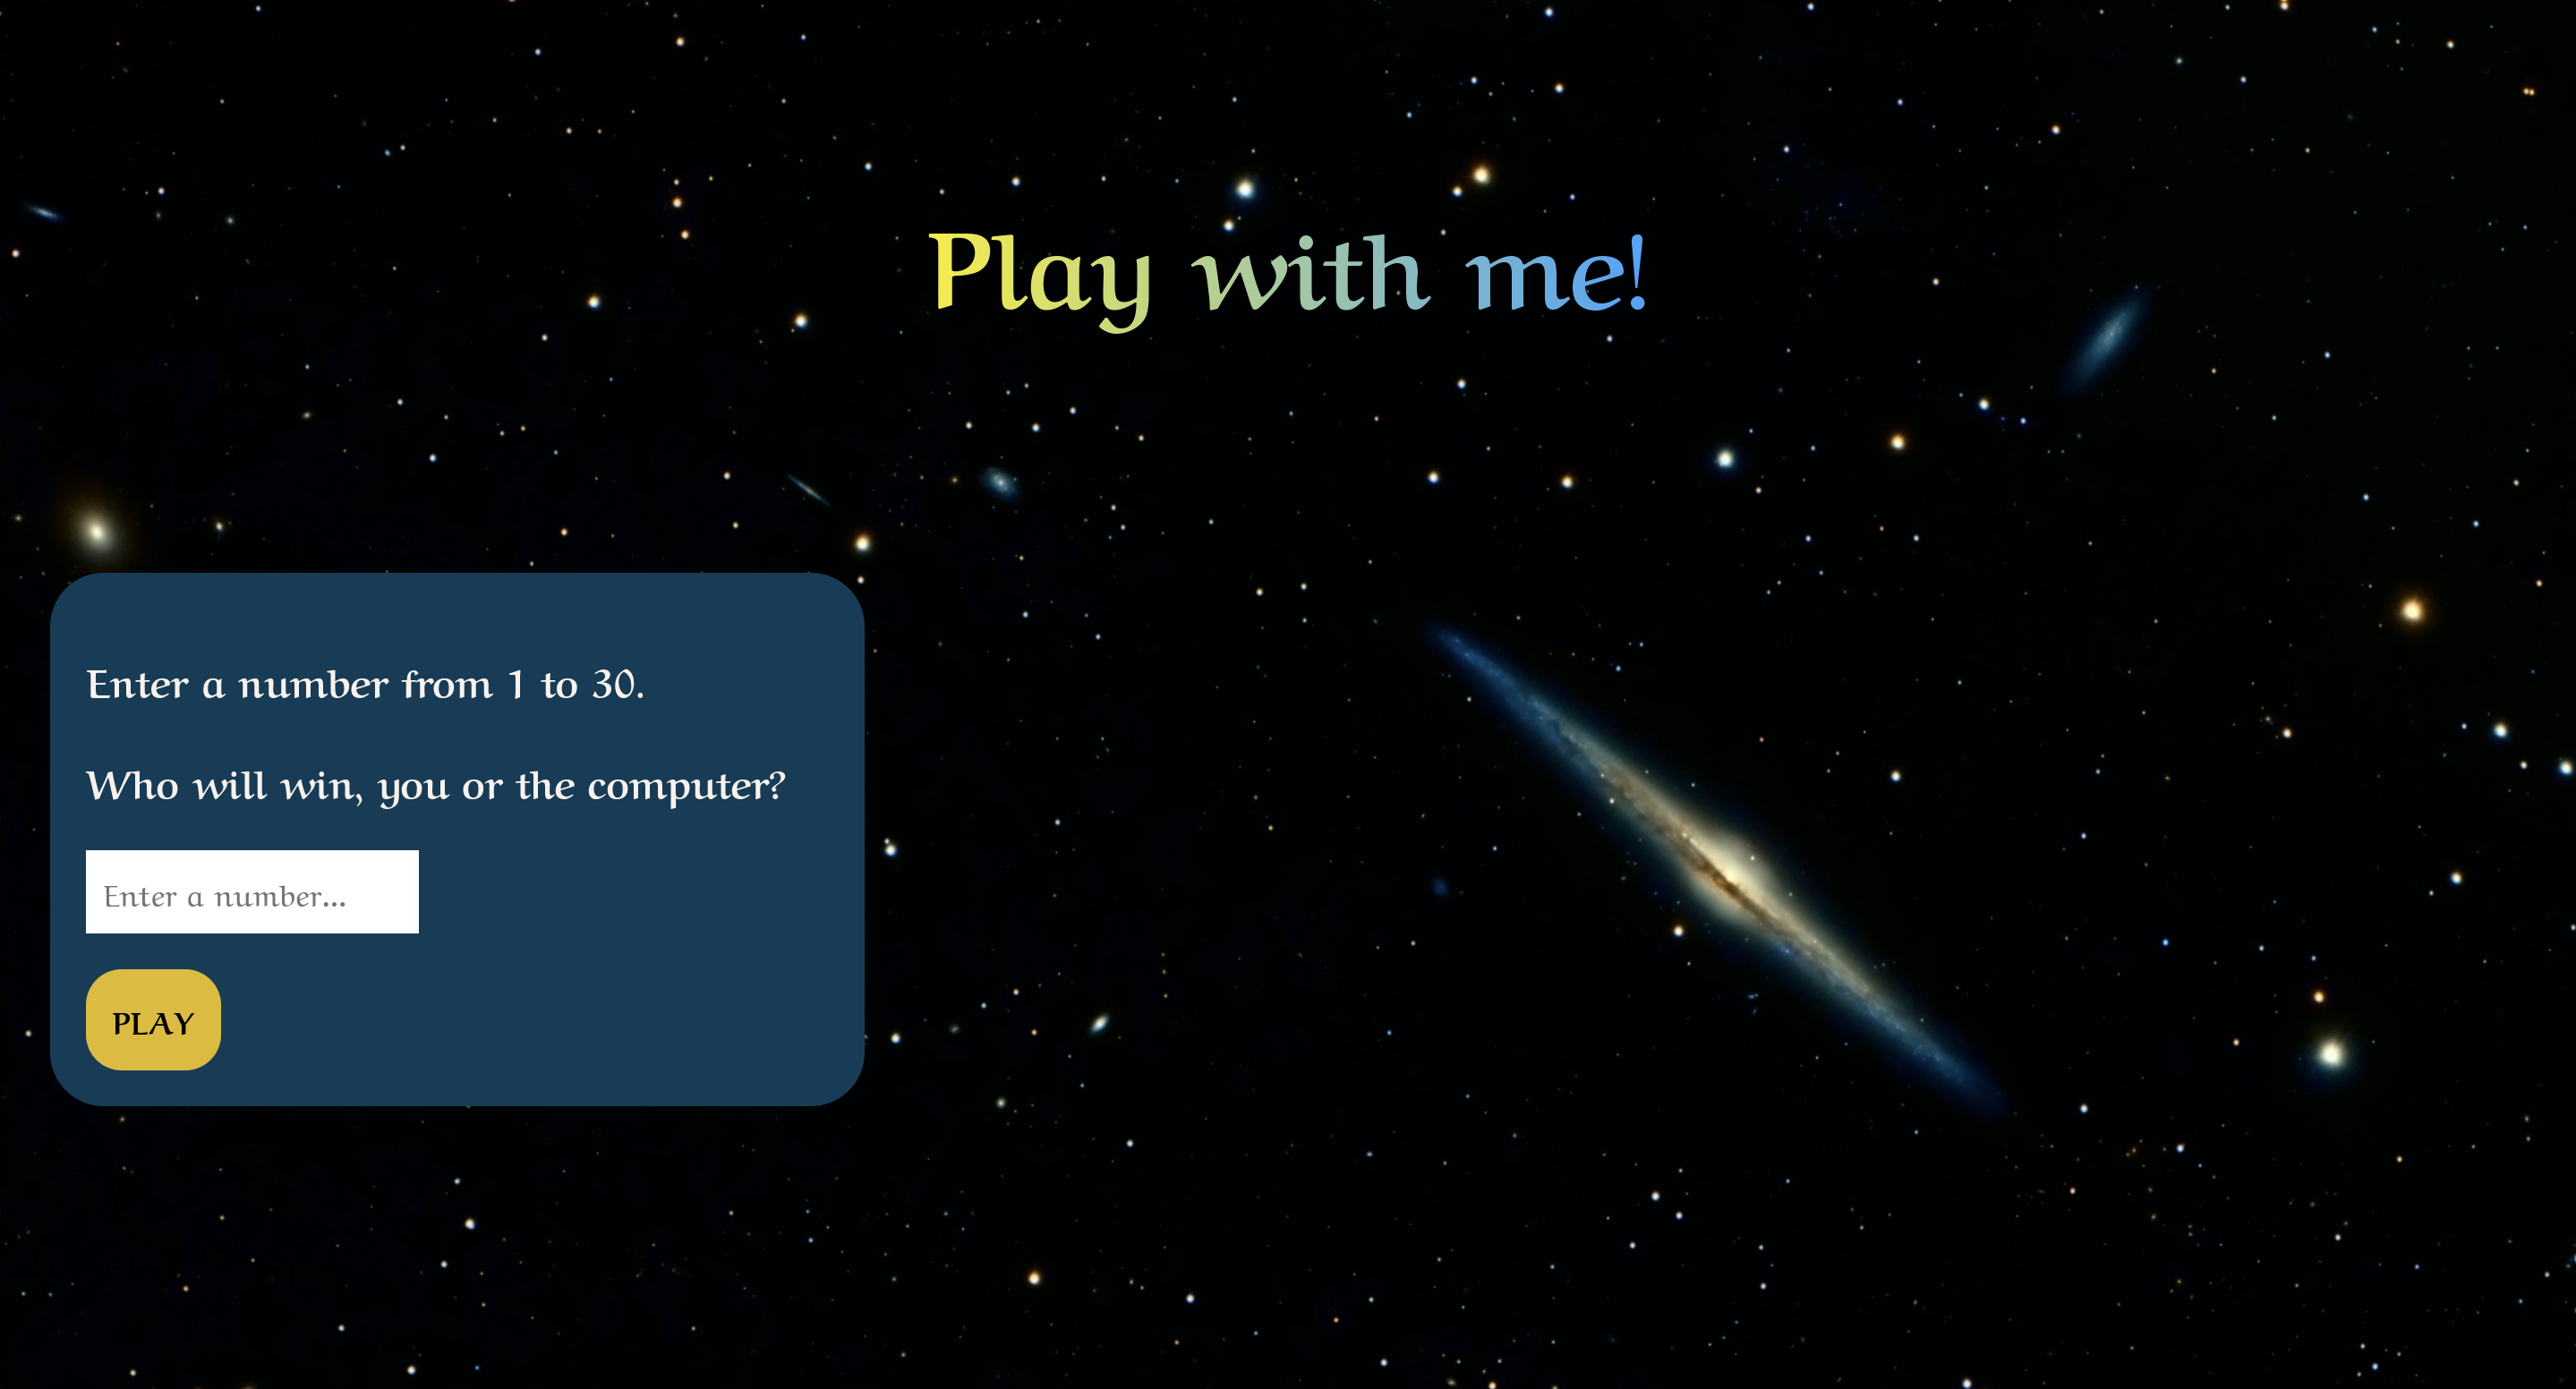 Play with me!
Enter a number from 1 to 30.
Who will win, you or the computer?
Enter a number...
PLAY